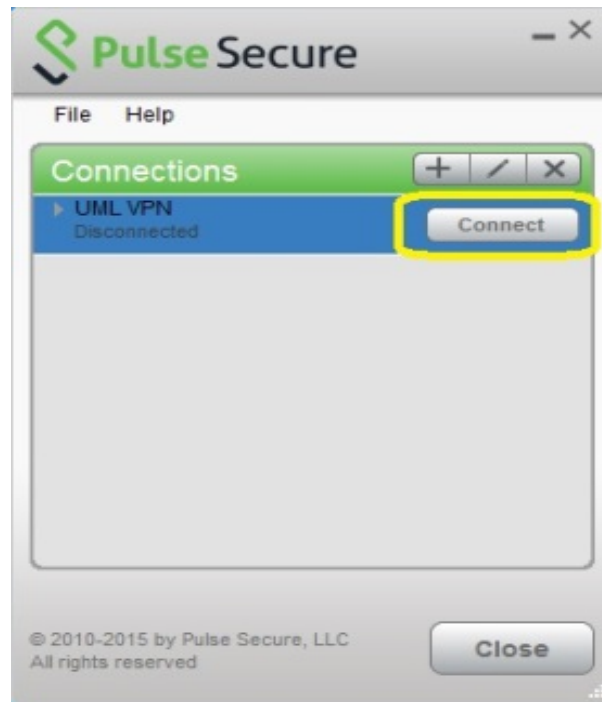 Pulse Secure
File Help
Connections
UML VPN
Disconnected
Connect
© 2010-2015 by Pulse Secure, LLC
All rights reserved
Close